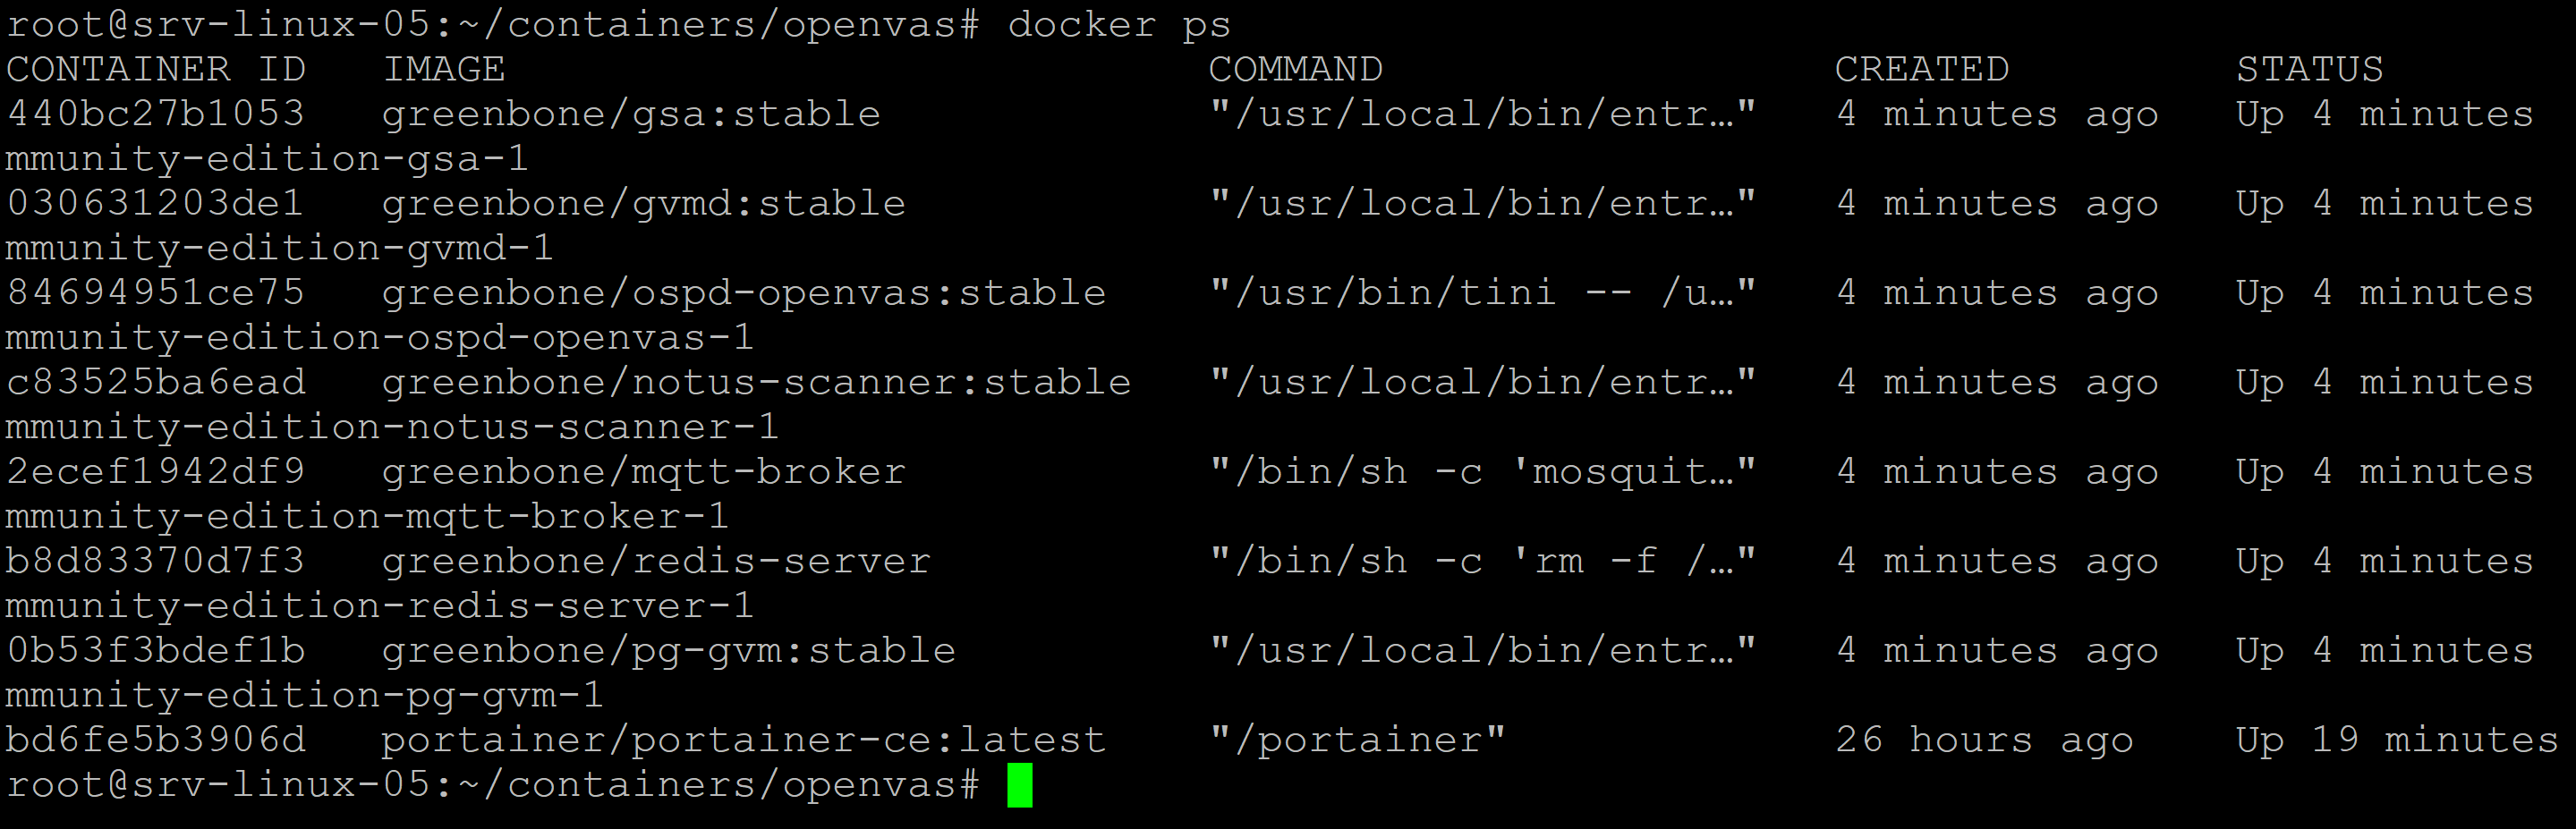 root@srv-linux-05:~/containers/openvas# docker ps
CONTAINER ID   IMAGE                            COMMAND                  CREATED         STATUS
440bc27b1053   greenbone/gsa:stable             "/usr/local/bin/entr…"   4 minutes ago   Up 4 minutes
mmunity-edition-gsa-1
030631203de1   greenbone/gvmd:stable            "/usr/local/bin/entr…"   4 minutes ago   Up 4 minutes
mmunity-edition-gvmd-1
84694951ce75   greenbone/ospd-openvas:stable    "/usr/bin/tini -- /u…"   4 minutes ago   Up 4 minutes
mmunity-edition-ospd-openvas-1
c83525ba6ead   greenbone/notus-scanner:stable   "/usr/local/bin/entr…"   4 minutes ago   Up 4 minutes
mmunity-edition-notus-scanner-1
2ecef1942df9   greenbone/mqtt-broker            "/bin/sh -c 'mosquit…"   4 minutes ago   Up 4 minutes
mmunity-edition-mqtt-broker-1
b8d83370d7f3   greenbone/redis-server           "/bin/sh -c 'rm -f /…"   4 minutes ago   Up 4 minutes
mmunity-edition-redis-server-1
0b53f3bdef1b   greenbone/pg-gvm:stable          "/usr/local/bin/entr…"   4 minutes ago   Up 4 minutes
mmunity-edition-pg-gvm-1
bd6fe5b3906d   portainer/portainer-ce:latest    "/portainer"             26 hours ago    Up 19 minutes
root@srv-linux-05:~/containers/openvas#